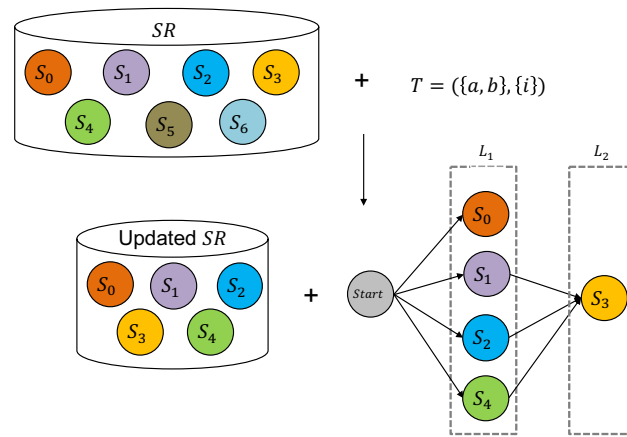 SR
S₀ S₁ S₂ S₃
S₄ S₅ S₆
+ T = ({a, b}, {i})
Updated SR
S₀ S₁ S₂
S₃ S₄
+
Start
L₁
S₀
S₁
S₂
S₄
L₂
S₃